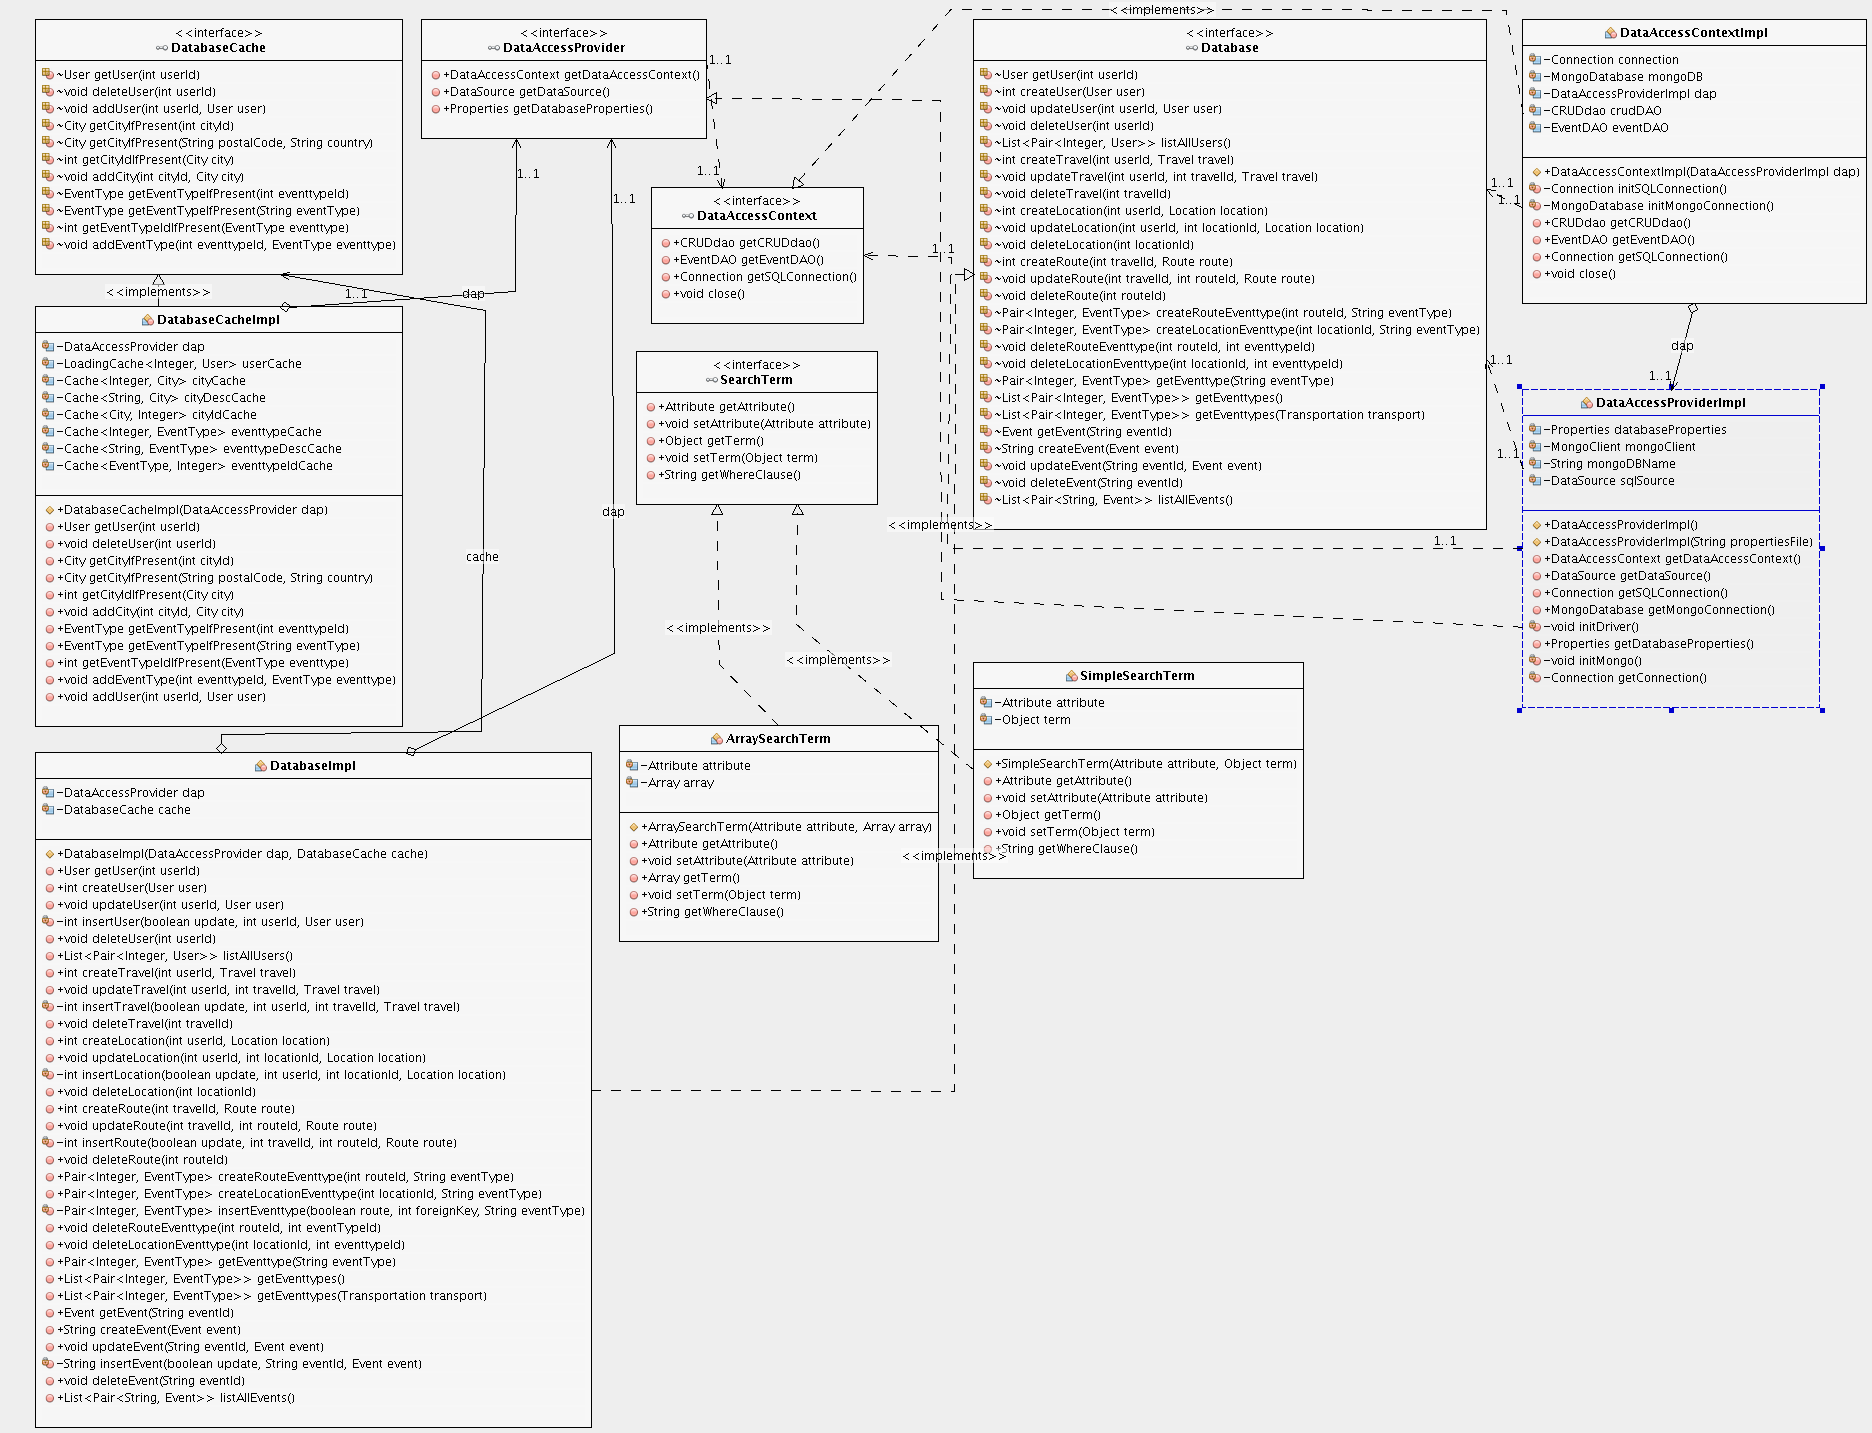 <<interface>>
DatabaseCache
~User getUser(int userId)
~void deleteUser(int userId)
~void addUser(int userId, User user)
~City getCityIfPresent(int cityId)
~City getCityIfPresent(String postalCode, String country)
~int getCityIdIfPresent(City city)
~void addCity(int cityId, City city)
~EventType getEventTypeIfPresent(int eventtypeId)
~EventType getEventTypeIfPresent(String eventType)
~int getEventTypeIdIfPresent(EventType eventtype)
~void addEventType(int eventtypeId, EventType eventtype)
<<implements>>
1..1
dap
DatabaseCacheImpl
-DataAccessProvider dap
-LoadingCache<Integer, User> userCache
-Cache<Integer, City> cityCache
-Cache<String, City> cityDescCache
-Cache<City, Integer> cityIdCache
-Cache<Integer, EventType> eventtypeCache
-Cache<String, EventType> eventtypeDescCache
-Cache<EventType, Integer> eventtypeIdCache
+DatabaseCacheImpl(DataAccessProvider dap)
+User getUser(int userId)
+void deleteUser(int userId)
+City getCityIfPresent(int cityId)
+City getCityIfPresent(String postalCode, String country)
+int getCityIdIfPresent(City city)
+void addCity(int cityId, City city)
+EventType getEventTypeIfPresent(int eventtypeId)
+EventType getEventTypeIfPresent(String eventType)
+int getEventTypeIdIfPresent(EventType eventtype)
+void addEventType(int eventtypeId, EventType eventtype)
+void addUser(int userId, User user)
cache
dap
DatabaseImpl
-DataAccessProvider dap
-DatabaseCache cache
+DatabaseImpl(DataAccessProvider dap, DatabaseCache cache)
+User getUser(int userId)
+int createUser(User user)
+void updateUser(int userId, User user)
-int insertUser(boolean update, int userId, User user)
+void deleteUser(int userId)
+List<Pair<Integer, User>> listAllUsers()
+int createTravel(int userId, Travel travel)
+void updateTravel(int userId, int travelId, Travel travel)
-int insertTravel(boolean update, int userId, int travelId, Travel travel)
+void deleteTravel(int travelId)
+int createLocation(int userId, Location location)
+void updateLocation(int userId, int locationId, Location location)
-int insertLocation(boolean update, int userId, int locationId, Location location)
+void deleteLocation(int locationId)
+int createRoute(int travelId, Route route)
+void updateRoute(int travelId, int routeId, Route route)
-int insertRoute(boolean update, int travelId, int routeId, Route route)
+void deleteRoute(int routeId)
+Pair<Integer, EventType> createRouteEventtype(int routeId, String eventType)
+Pair<Integer, EventType> createLocationEventtype(int locationId, String eventType)
-Pair<Integer, EventType> insertEventtype(boolean route, int foreignKey, String eventType)
+void deleteRouteEventtype(int routeId, int eventTypeId)
+void deleteLocationEventtype(int locationId, int eventtypeId)
+Pair<Integer, EventType> getEventtype(String eventType)
+List<Pair<Integer, EventType>> getEventtypes()
+List<Pair<Integer, EventType>> getEventtypes(Transportation transport)
+Event getEvent(String eventId)
+String createEvent(Event event)
+void updateEvent(String eventId, Event event)
-String insertEvent(boolean update, String eventId, Event event)
+void deleteEvent(String eventId)
+List<Pair<String, Event>> listAllEvents()
<<interface>>
DataAccessProvider
+DataAccessContext getDataAccessContext()
+DataSource getDataSource()
+Properties getDatabaseProperties()
1..1
1..1
1..1
1..1
<<interface>>
DataAccessContext
+CRUDdao getCRUDdao()
+EventDAO getEventDAO()
+Connection getSQLConnection()
+void close()
1..1
<<interface>>
SearchTerm
+Attribute getAttribute()
+void setAttribute(Attribute attribute)
+Object getTerm()
+void setTerm(Object term)
+String getWhereClause()
<<implements>>
<<implements>>
<<implements>>
<<implements>>
ArraySearchTerm
-Attribute attribute
-Array array
+ArraySearchTerm(Attribute attribute, Array array)
+Attribute getAttribute()
+void setAttribute(Attribute attribute)
+Array getTerm()
+void setTerm(Object term)
+String getWhereClause()
<<implements>>
<<interface>>
Database
~User getUser(int userId)
~int createUser(User user)
~void updateUser(int userId, User user)
~void deleteUser(int userId)
~List<Pair<Integer, User>> listAllUsers()
~int createTravel(int userId, Travel travel)
~void updateTravel(int userId, int travelId, Travel travel)
~void deleteTravel(int travelId)
~int createLocation(int userId, Location location)
~void updateLocation(int userId, int locationId, Location location)
~void deleteLocation(int locationId)
~int createRoute(int travelId, Route route)
~void updateRoute(int travelId, int routeId, Route route)
~void deleteRoute(int routeId)
~Pair<Integer, EventType> createRouteEventtype(int routeId, String eventType)
~Pair<Integer, EventType> createLocationEventtype(int locationId, String eventType)
~void deleteRouteEventtype(int routeId, int eventtypeId)
~void deleteLocationEventtype(int locationId, int eventtypeId)
~Pair<Integer, EventType> getEventtype(String eventType)
~List<Pair<Integer, EventType>> getEventtypes()
~List<Pair<Integer, EventType>> getEventtypes(Transportation transport)
~Event getEvent(String eventId)
~String createEvent(Event event)
~void updateEvent(String eventId, Event event)
~void deleteEvent(String eventId)
~List<Pair<String, Event>> listAllEvents()
1..1
1..1
1..1
1..1
1..1
SimpleSearchTerm
-Attribute attribute
-Object term
+SimpleSearchTerm(Attribute attribute, Object term)
+Attribute getAttribute()
+void setAttribute(Attribute attribute)
+Object getTerm()
+void setTerm(Object term)
+String getWhereClause()
DataAccessContextImpl
-Connection connection
-MongoDatabase mongoDB
-DataAccessProviderImpl dap
-CRUDdao crudDAO
-EventDAO eventDAO
+DataAccessContextImpl(DataAccessProviderImpl dap)
-Connection initSQLConnection()
-MongoDatabase initMongoConnection()
+CRUDdao getCRUDdao()
+EventDAO getEventDAO()
+Connection getSQLConnection()
+void close()
dap
1..1
DataAccessProviderImpl
-Properties databaseProperties
-MongoClient mongoClient
-String mongoDBName
-DataSource sqlSource
+DataAccessProviderImpl()
+DataAccessProviderImpl(String propertiesFile)
+DataAccessContext getDataAccessContext()
+DataSource getDataSource()
+Connection getSQLConnection()
+MongoDatabase getMongoConnection()
-void initDriver()
+Properties getDatabaseProperties()
-void initMongo()
-Connection getConnection()